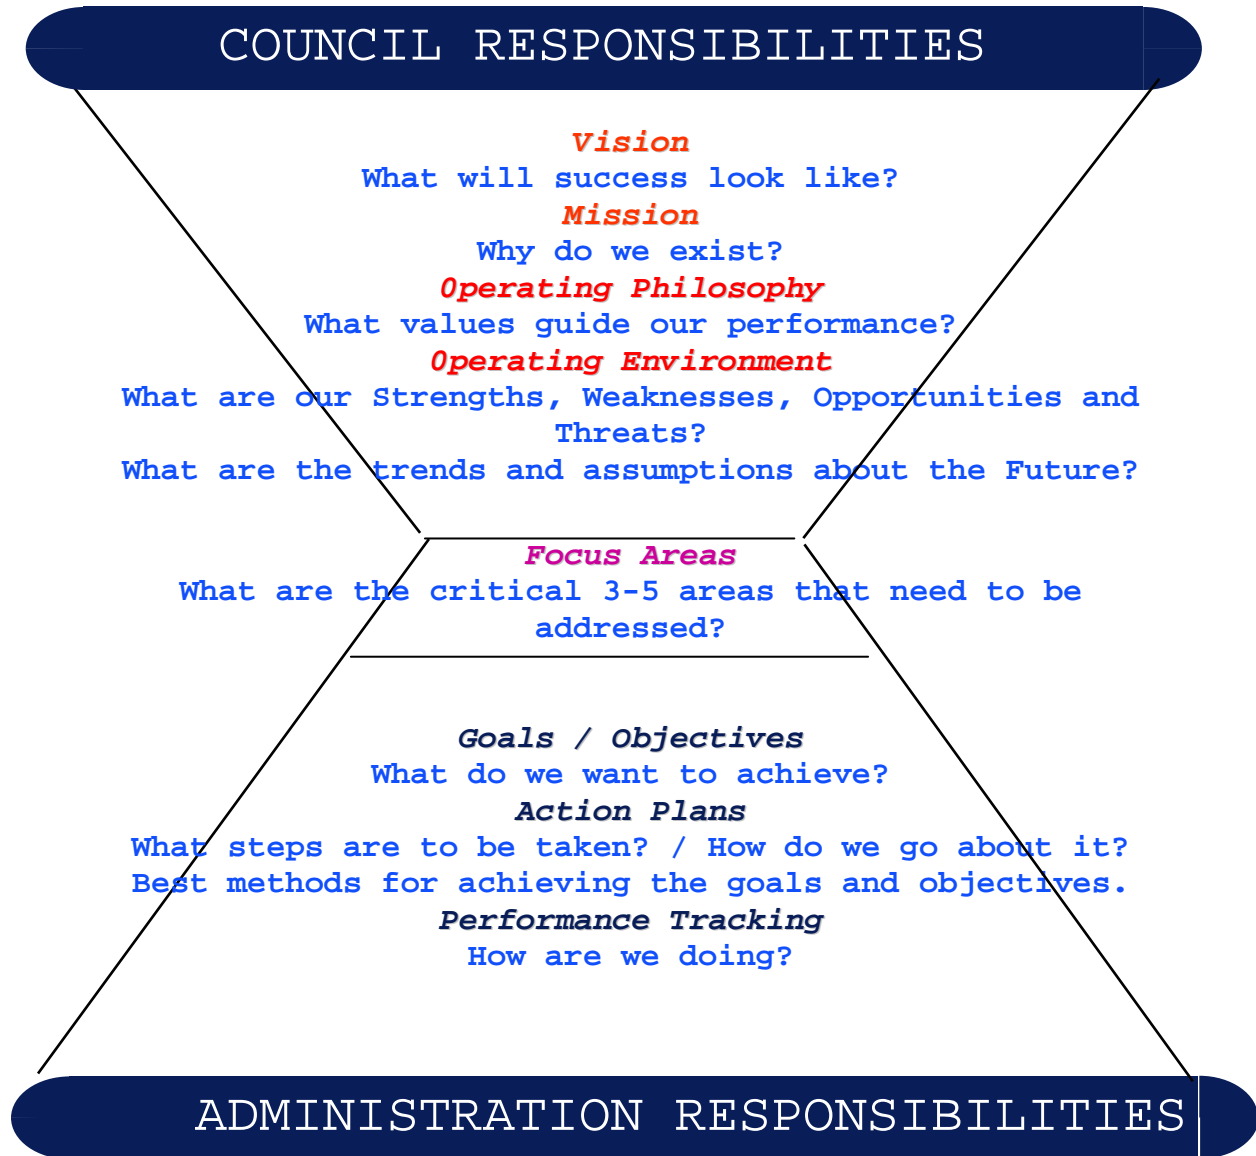 COUNCIL RESPONSIBILITIES
Vision
What will success look like?
Mission
Why do we exist?
0perating Philosophy
What values guide our performance?
0perating Environment
What are our Strengths, Weaknesses, Opportunities and
Threats?
What are the trends and assumptions about the Future?
Focus Areas
What are the critical 3-5 areas that need to be
addressed?
Goals / Objectives
What do we want to achieve?
Action Plans
What steps are to be taken? / How do we go about it?
Best methods for achieving the goals and objectives.
Performance Tracking
How are we doing?
ADMINISTRATION RESPONSIBILITIES